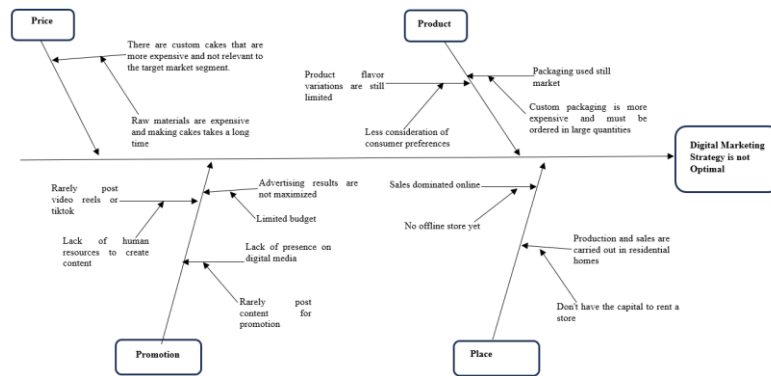 Price
Product
There are custom cakes that are
more expensive and not relevant to
the target market segment.
Raw materials are expensive
and making cakes takes a long
time
Product flavor
variations are still
limited
Less consideration of
consumer preferences
Packaging used still
market
Custom packaging is more
expensive and must be
ordered in large quantities
Digital Marketing
Strategy is not
Optimal
Rarely post
video reels or
tiktok
Lack of human
resources to create
content
Advertising results are
not maximized
Limited budget
Lack of presence on
digital media
Rarely post
content for
promotion
Sales dominated online
No offline store yet
Production and sales are
carried out in residential
homes
Don't have the capital to rent a
store
Promotion
Place